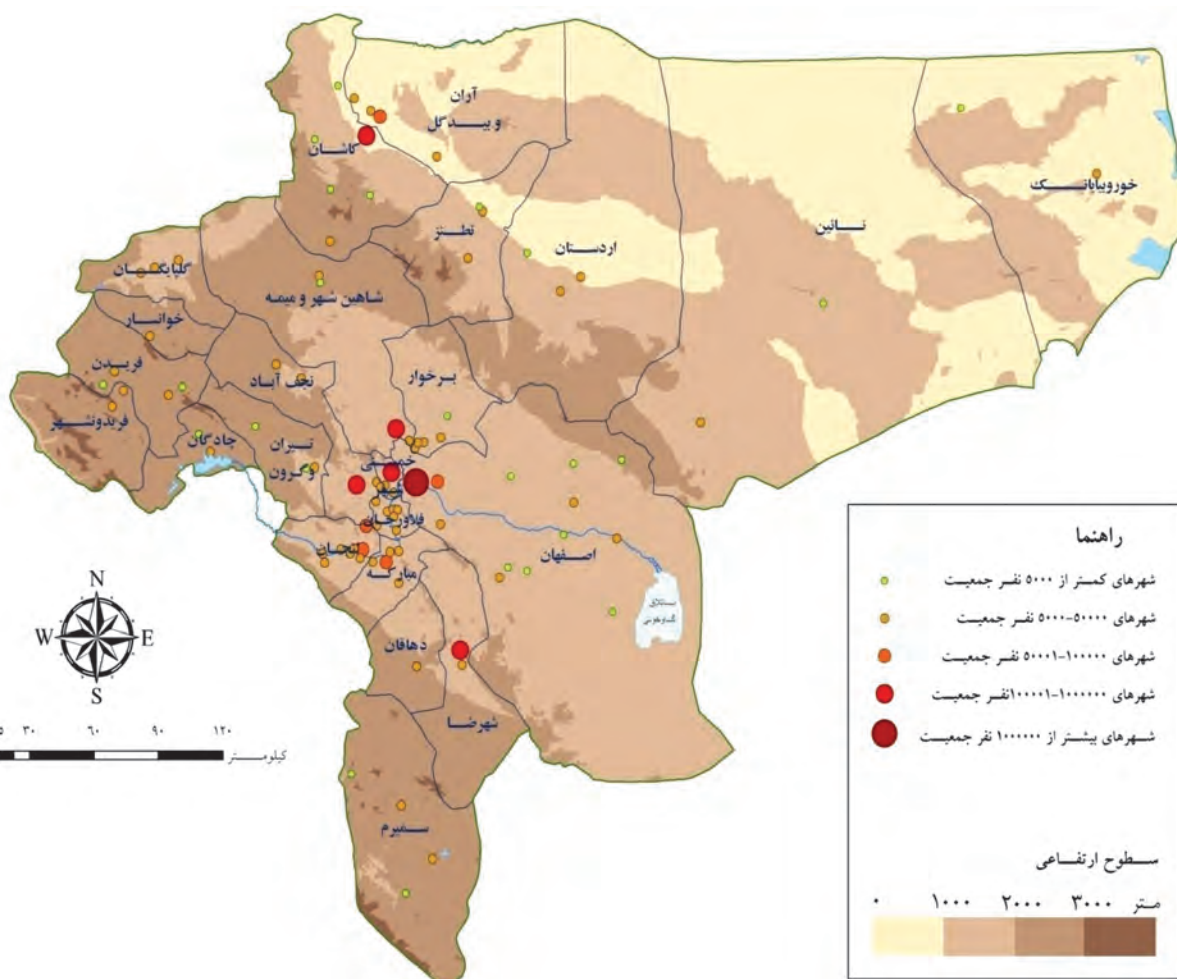 آران
و بیدگل
کاشان
خوروبیابانک
نطنز
نائین
اردستان
گلپایگان
شاهین شهر و میمه
خوانسار
فریدن
نجف آباد
برخوار
فریدونشهر
چادگان
تیران
و کرون
خمینی
شهر
فلاورجان
لنجان
اصفهان
مبارکه
دهاقان
شهرضا
سمیرم
N
W E
S
۳۰ ۶۰ ۹۰ ۱۲۰
کیلومتر
راهنما
شهرهای کمتر از ۵۰۰۰ نفر جمعیت
شهرهای ۵۰۰۰۰-۵۰۰۰ نفر جمعیت
شهرهای ۱۰۰۰۰۰-۵۰۰۰۱ نفر جمعیت
شهرهای ۱۰۰۰۰۰۰-۱۰۰۰۰۱نفر جمعیت
شهرهای بیشتر از ۱۰۰۰۰۰۰ نفر جمعیت
سطوح ارتفاعی
۰ ۱۰۰۰ ۲۰۰۰ ۳۰۰۰ متر